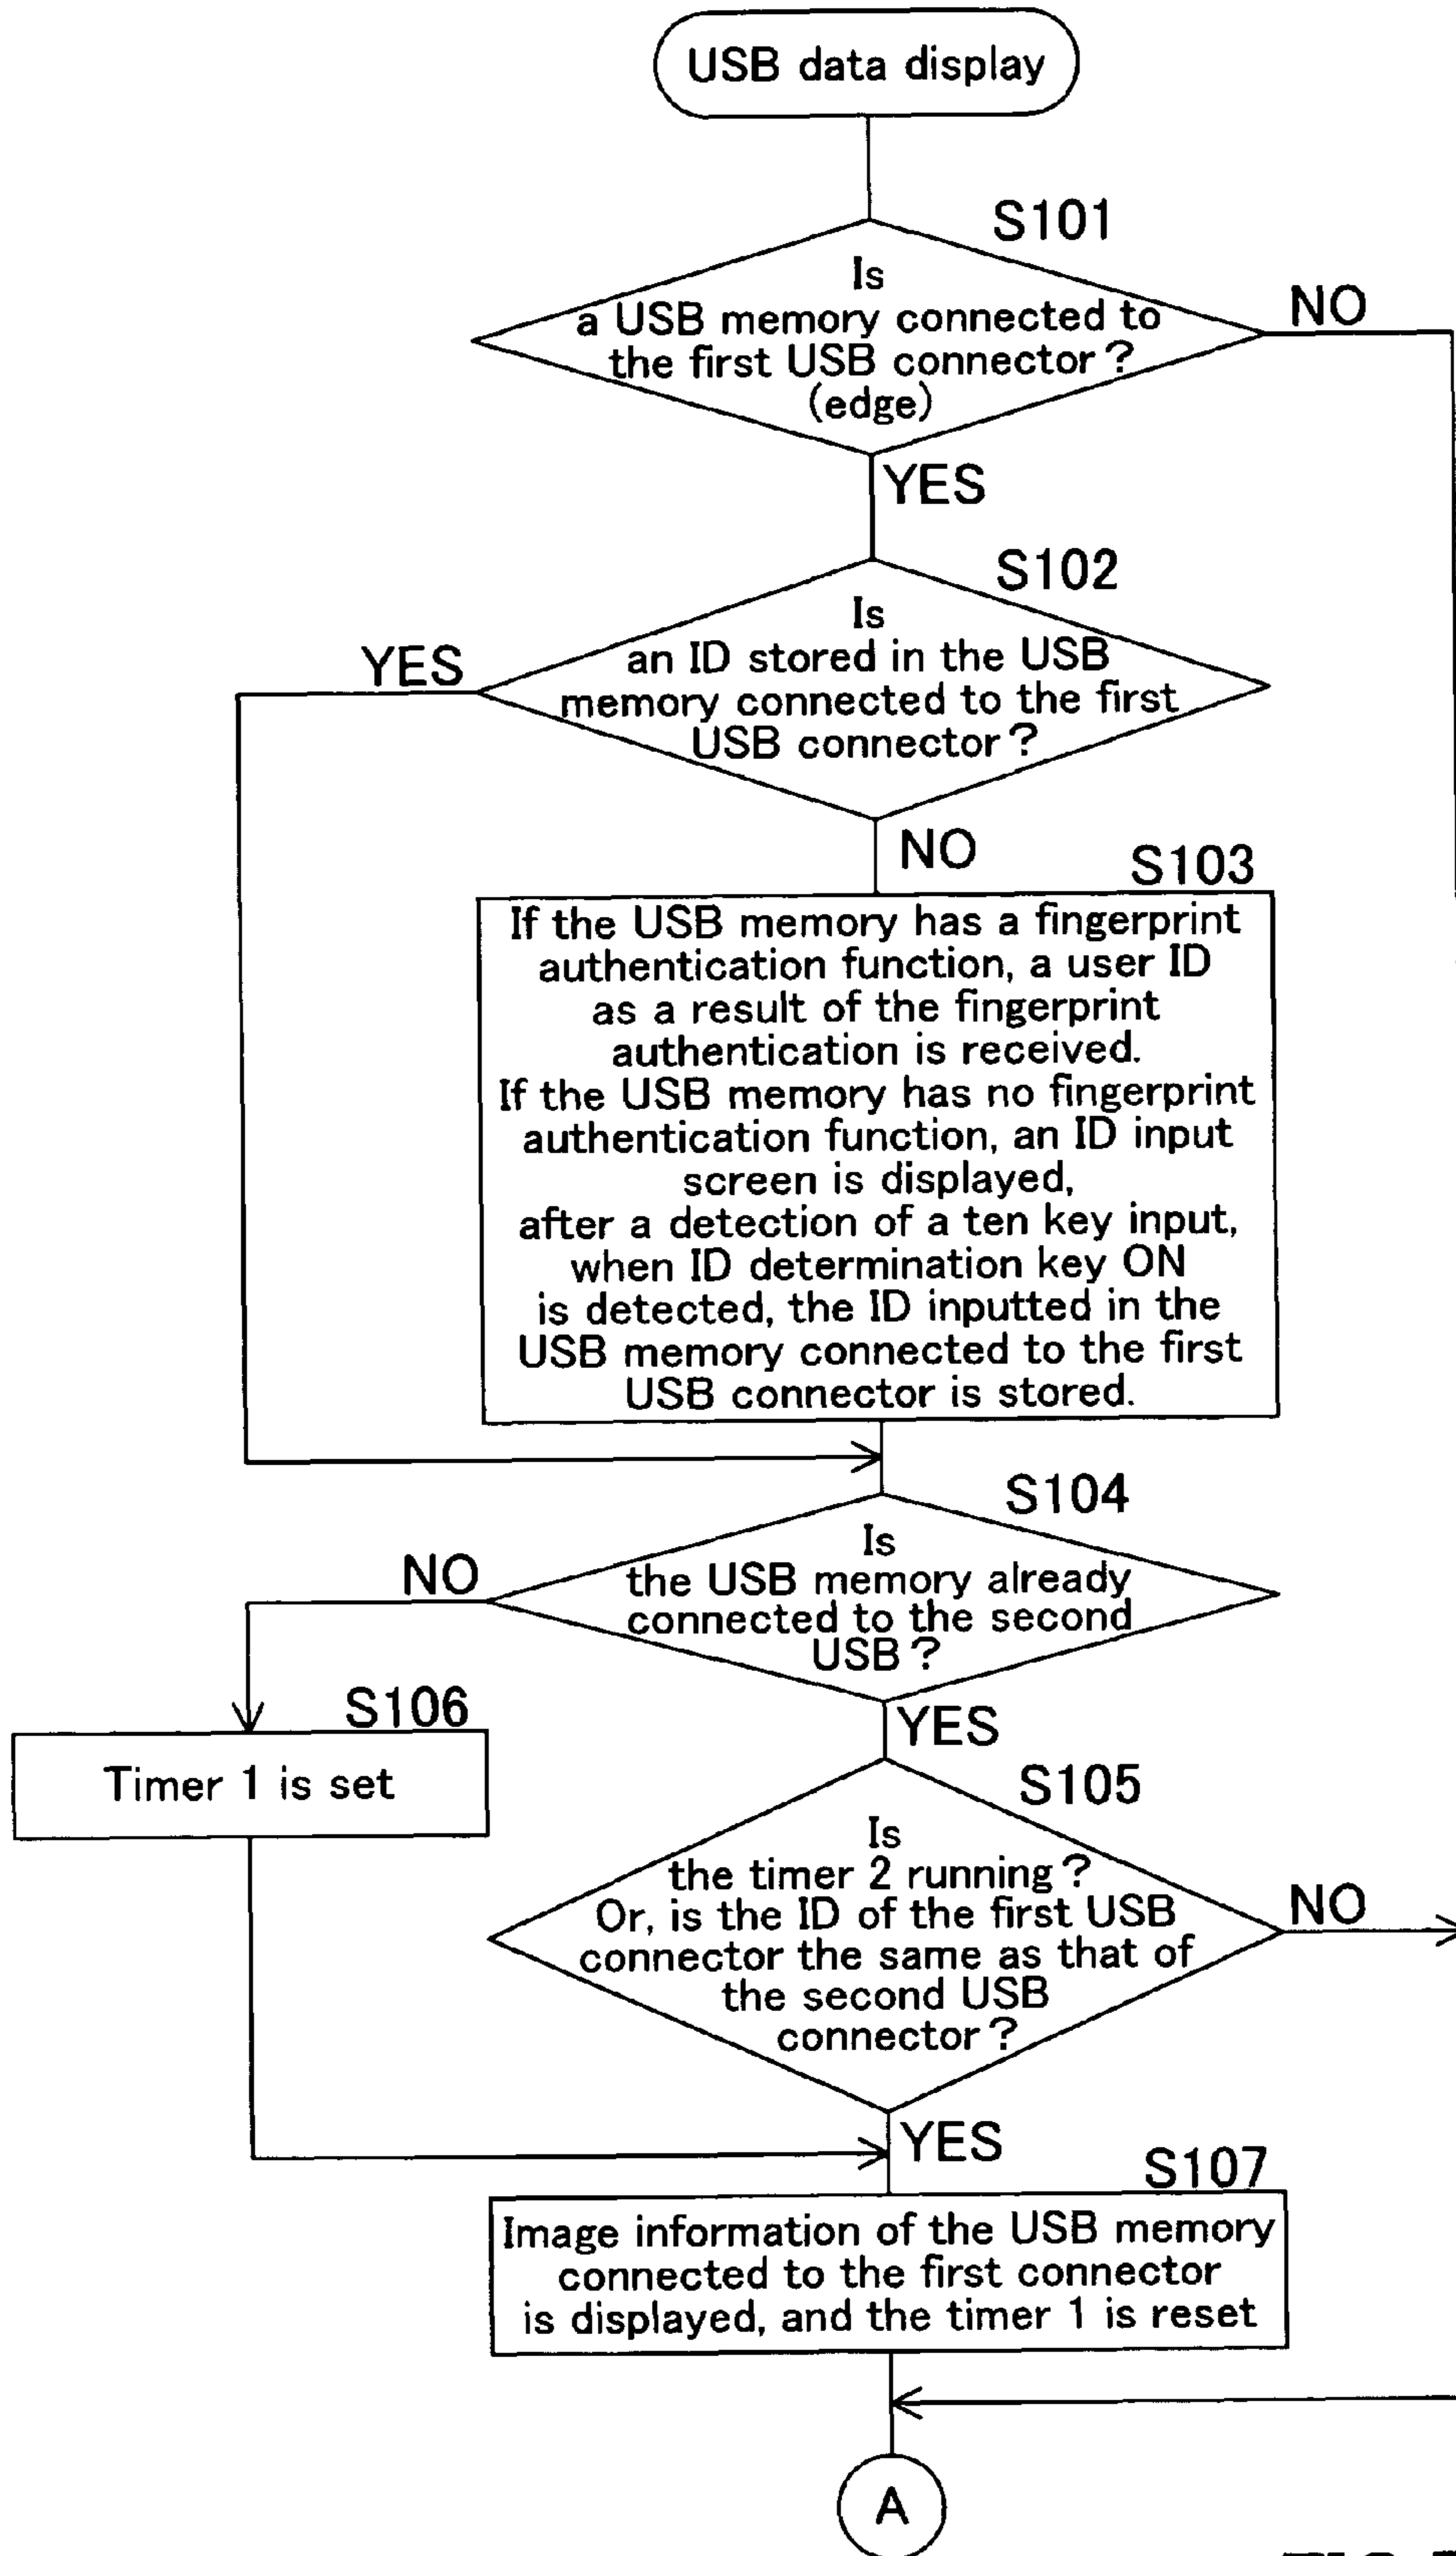 USB data display
S101
Is
a USB memory connected to
the first USB connector?
(edge)
NO
YES
S102
Is
an ID stored in the USB
memory connected to the first
USB connector?
YES
NO
S103
If the USB memory has a fingerprint
authentication function, a user ID
as a result of the fingerprint
authentication is received.
If the USB memory has no fingerprint
authentication function, an ID input
screen is displayed,
after a detection of a ten key input,
when ID determination key ON
is detected, the ID inputted in the
USB memory connected to the first
USB connector is stored.
S104
Is
the USB memory already
connected to the second
USB?
NO
YES
S106
Timer 1 is set
S105
Is
the timer 2 running?
Or, is the ID of the first USB
connector the same as that of
the second USB
connector?
NO
YES
S107
Image information of the USB memory
connected to the first connector
is displayed, and the timer 1 is reset
A